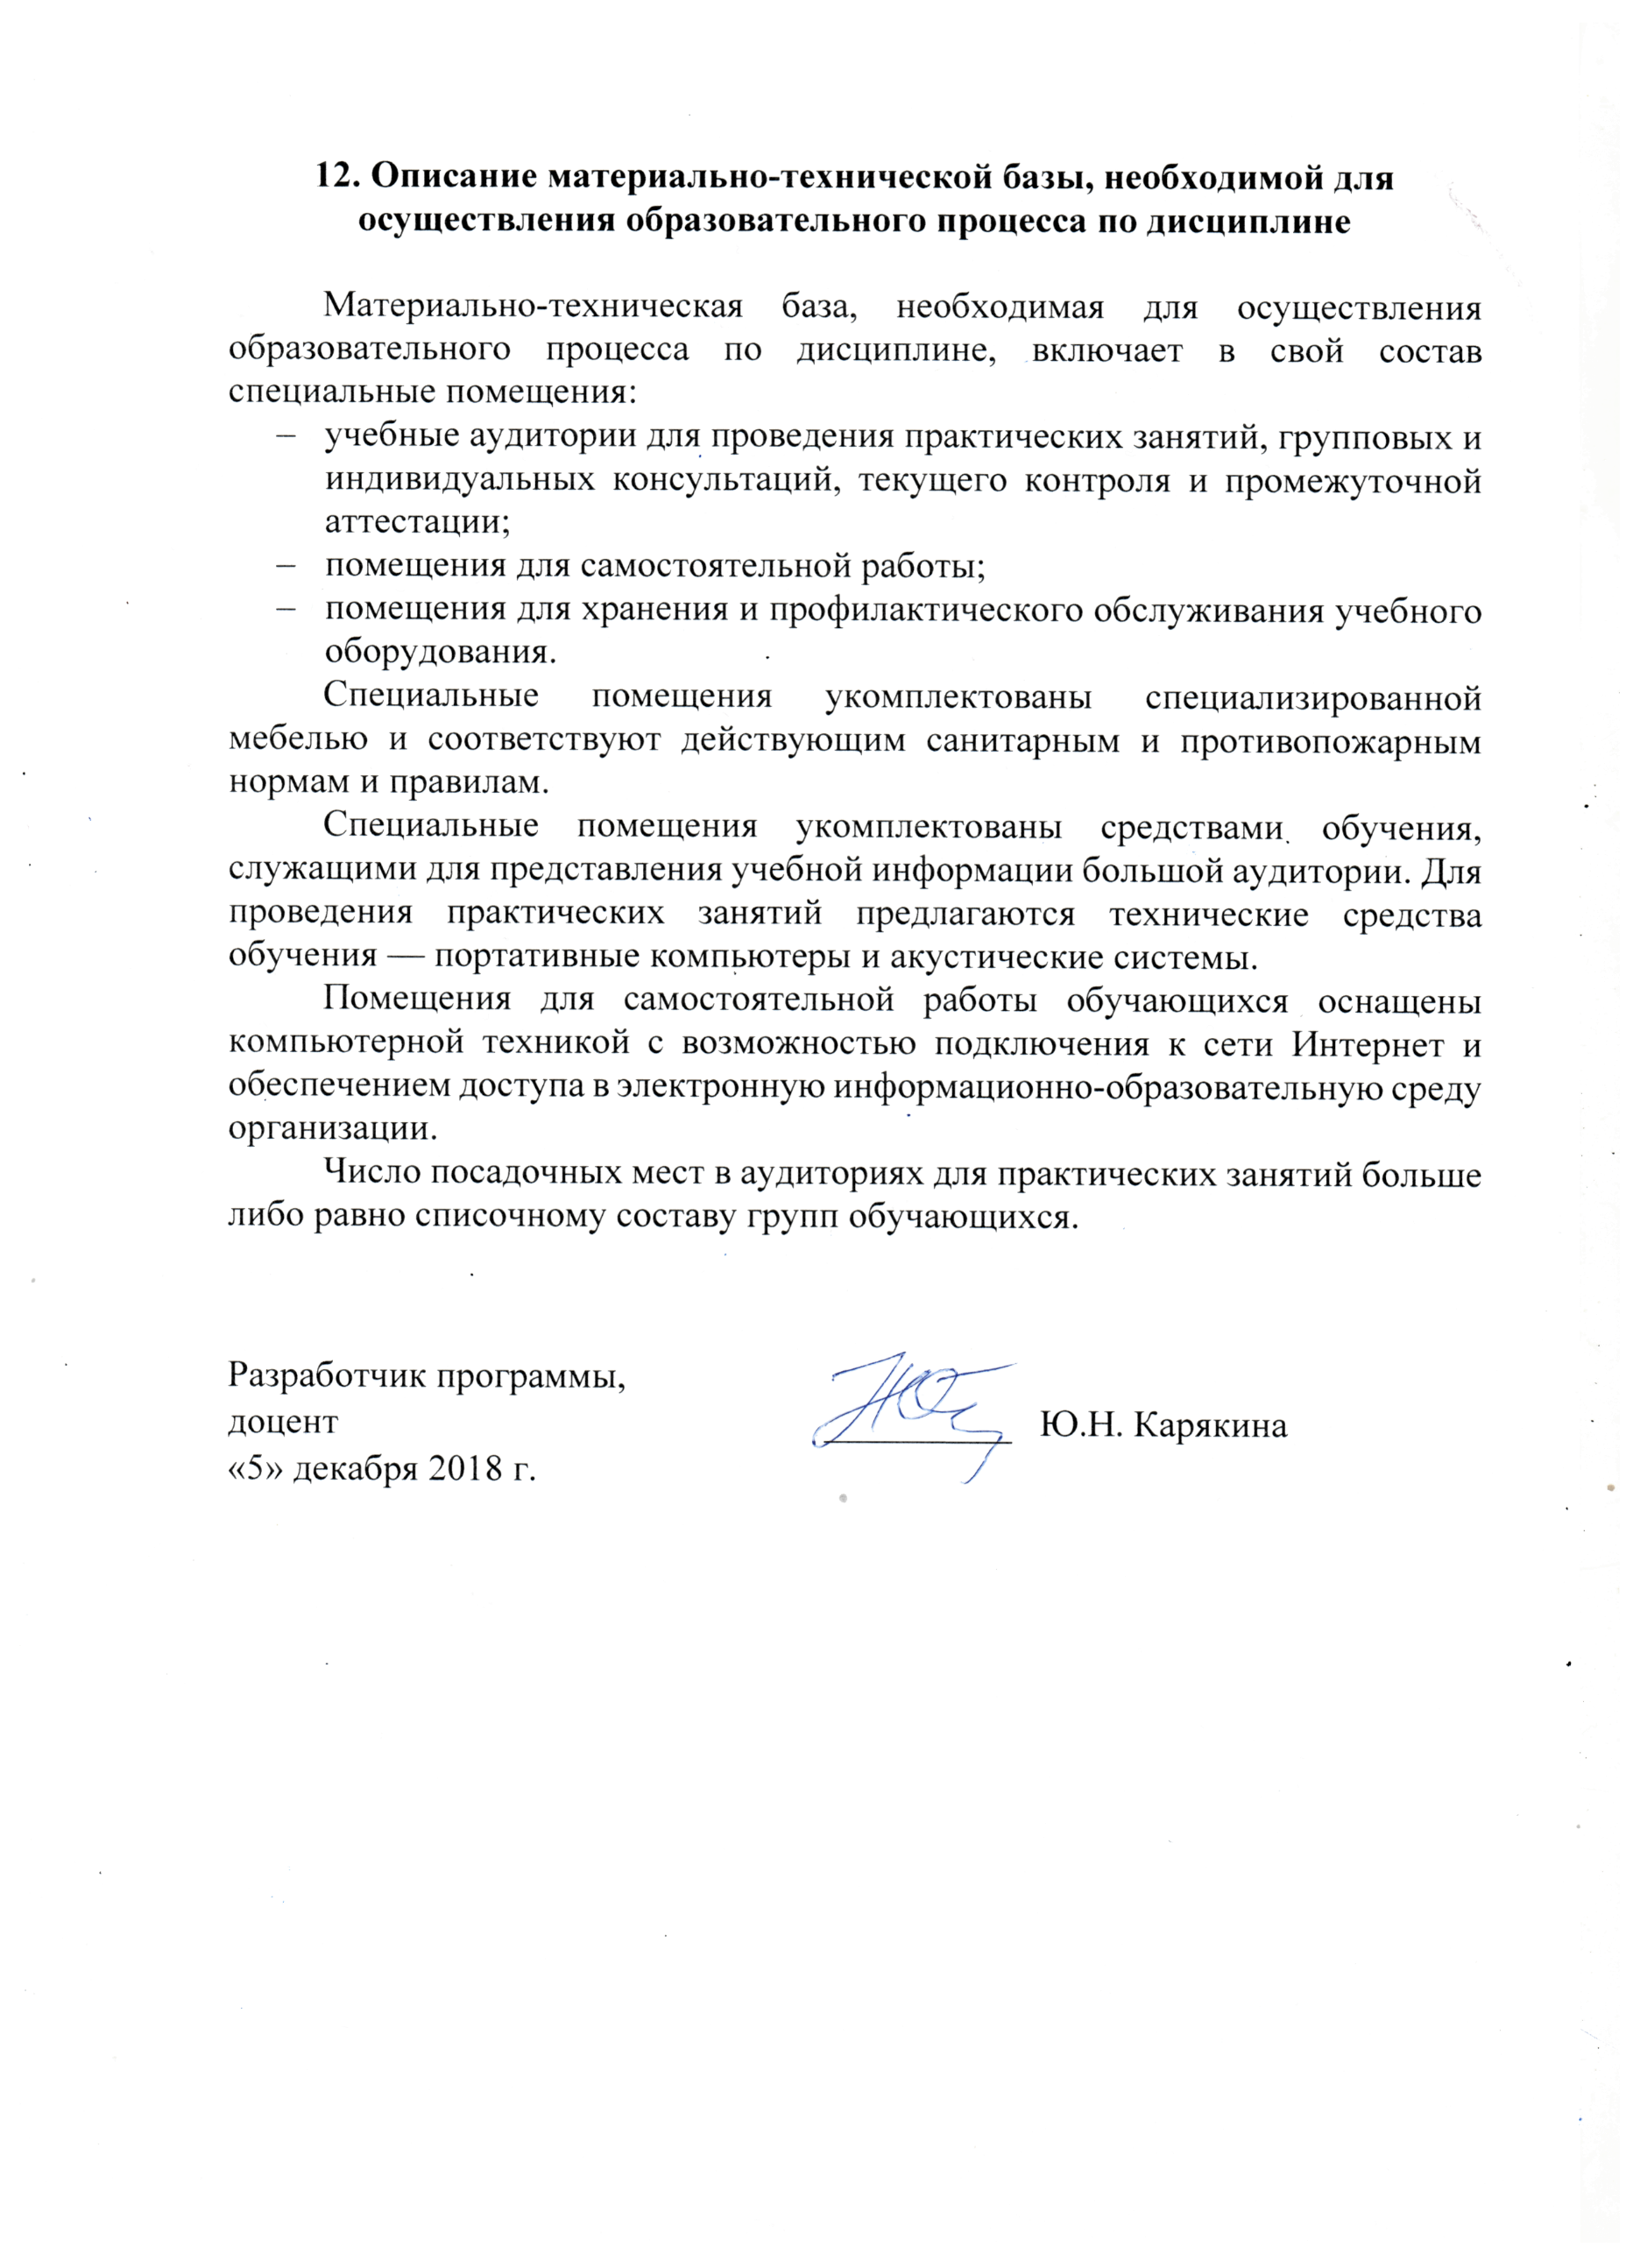 12. Описание материально-технической базы, необходимой для
осуществления образовательного процесса по дисциплине
Материально-техническая база, необходимая для осуществления
образовательного процесса по дисциплине, включает в свой состав
специальные помещения:
– учебные аудитории для проведения практических занятий, групповых и
индивидуальных консультаций, текущего контроля и промежуточной
аттестации;
– помещения для самостоятельной работы;
– помещения для хранения и профилактического обслуживания учебного
оборудования.
Специальные помещения укомплектованы специализированной
мебелью и соответствуют действующим санитарным и противопожарным
нормам и правилам.
Специальные помещения укомплектованы средствами обучения,
служащими для представления учебной информации большой аудитории. Для
проведения практических занятий предлагаются технические средства
обучения — портативные компьютеры и акустические системы.
Помещения для самостоятельной работы обучающихся оснащены
компьютерной техникой с возможностью подключения к сети Интернет и
обеспечением доступа в электронную информационно-образовательную среду
организации.
Число посадочных мест в аудиториях для практических занятий больше
либо равно списочному составу групп обучающихся.
Разработчик программы,
доцент Ю.Н. Карякина
«5» декабря 2018 г.